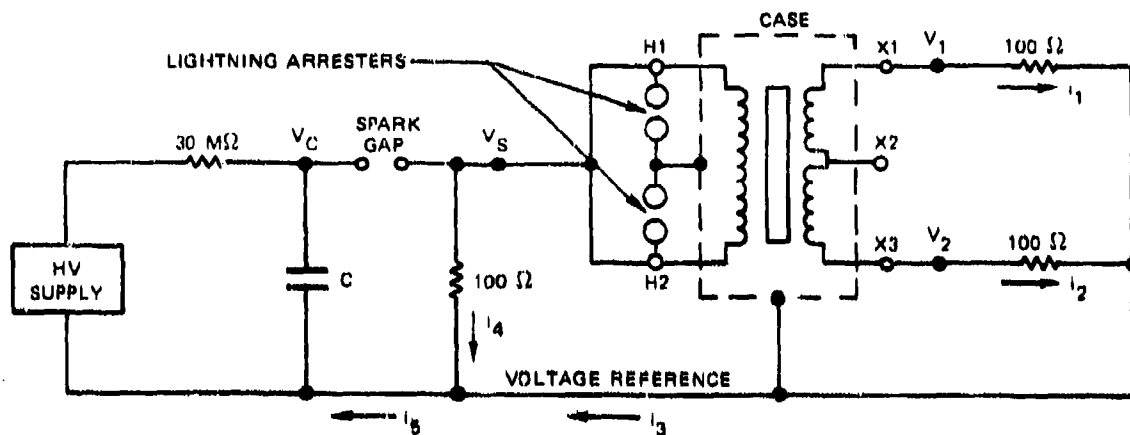 CASE
H1
X1
V1
100 Ω
LIGHTNING ARRESTERS
i1
30 MΩ
VC
SPARK
GAP
VS
X2
HV
SUPPLY
C
100 Ω
H2
X3
V2
100 Ω
i2
i4
VOLTAGE REFERENCE
i5
i3